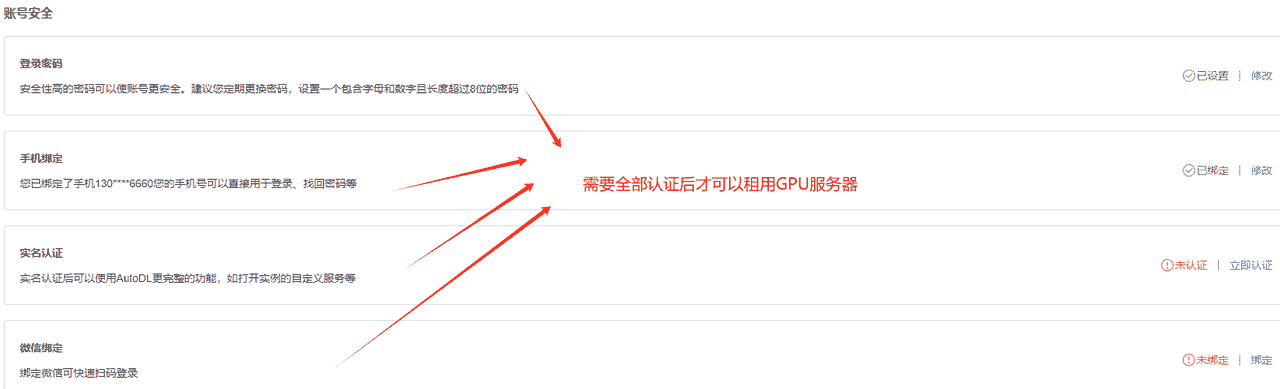 账号安全
登录密码
安全性高的密码可以使账号更安全。建议您定期更换密码，设置一个包含字母和数字且长度超过8位的密码
已设置 | 修改
手机绑定
您已绑定了手机130****6660您的手机号可以直接用于登录、找回密码等
需要全部认证后才可以租用GPU服务器
已绑定 | 修改
实名认证
实名认证后可以使用AutoDL更完整的功能，如打开实例的自定义服务等
未认证 | 立即认证
微信绑定
绑定微信可快速扫码登录
未绑定 | 绑定